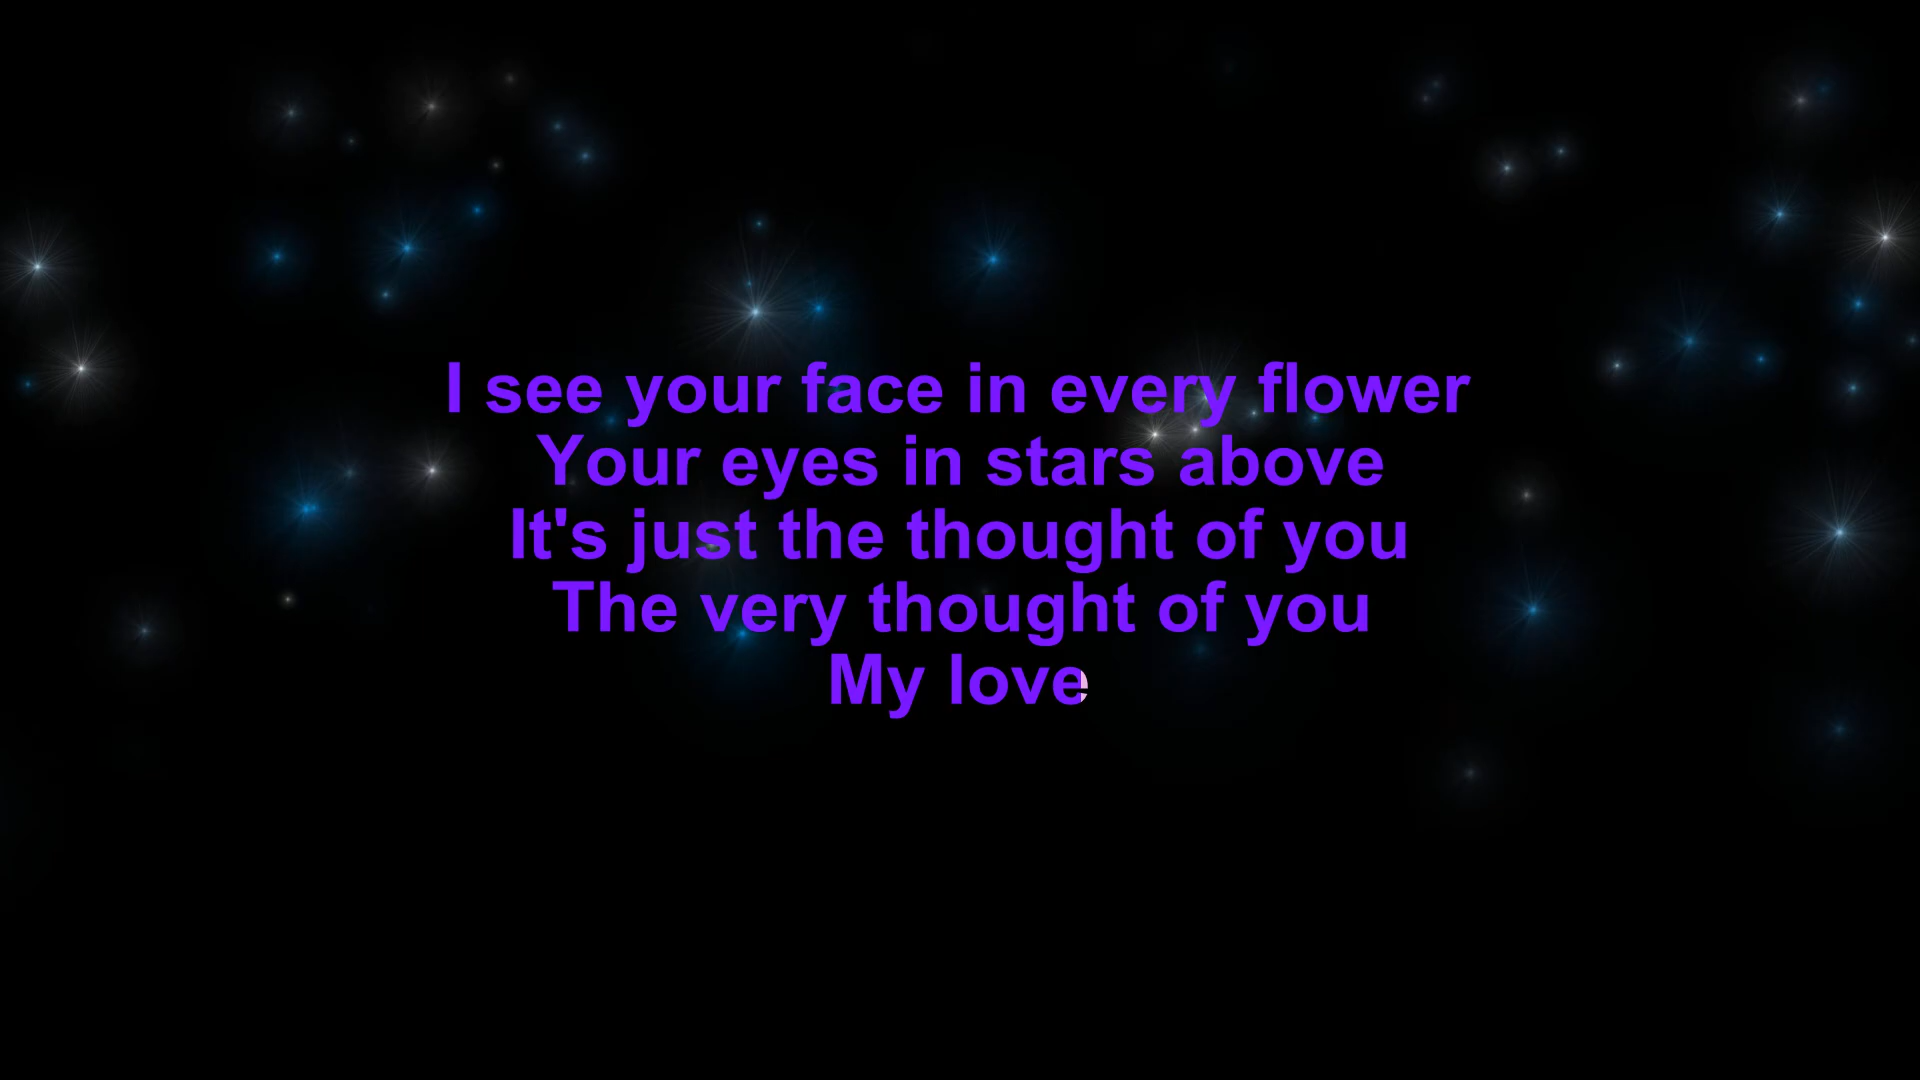 I see your face in every flower
Your eyes in stars above
It's just the thought of you
The very thought of you
My love